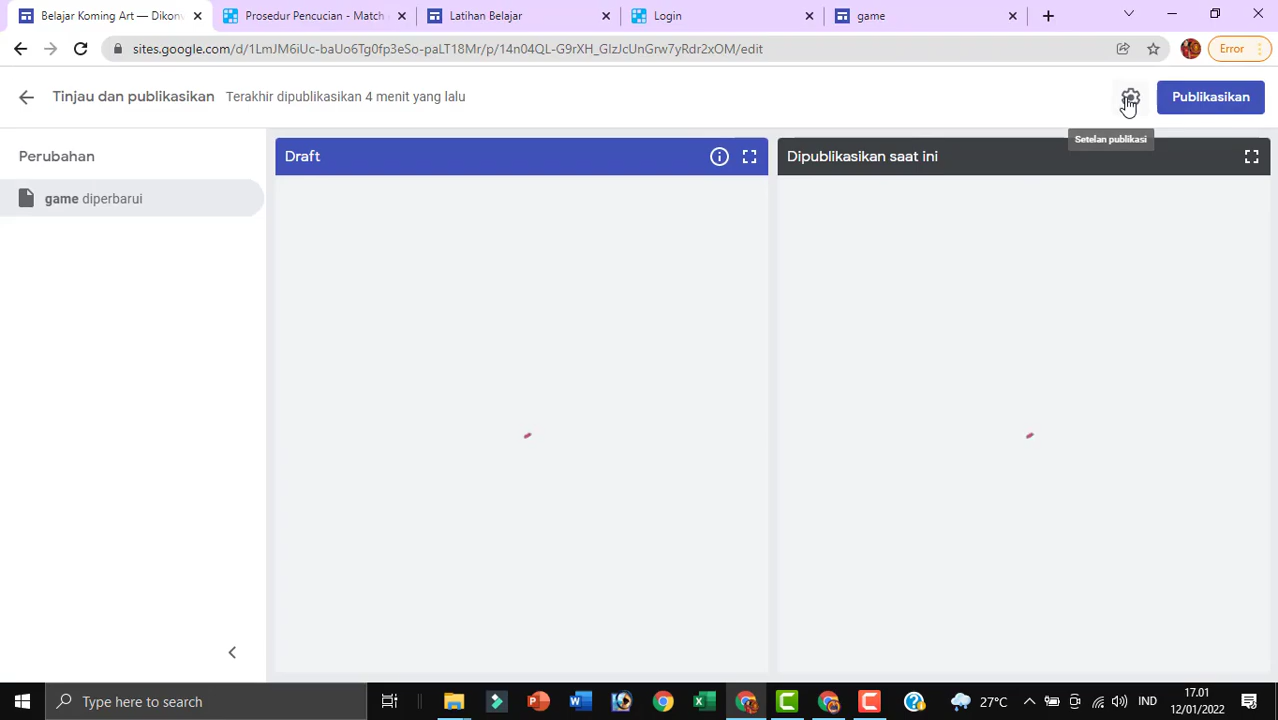 Belajar Koming Art — Dikonv
Prosedur Pencucian - Match
Latihan Belajar
Login
game
sites.google.com/d/1LmJM6iUc-baUo6Tg0fp3eSo-paLT18Mr/p/14n04QL-G9rXH_GIzJcUnGrw7yRdr2xOM/edit
Error
Tinjau dan publikasikan
Terakhir dipublikasikan 4 menit yang lalu
Publikasikan
Setelan publikasi
Perubahan
Draft
Dipublikasikan saat ini
game diperbarui
Type here to search
27°C
IND
17.01
12/01/2022